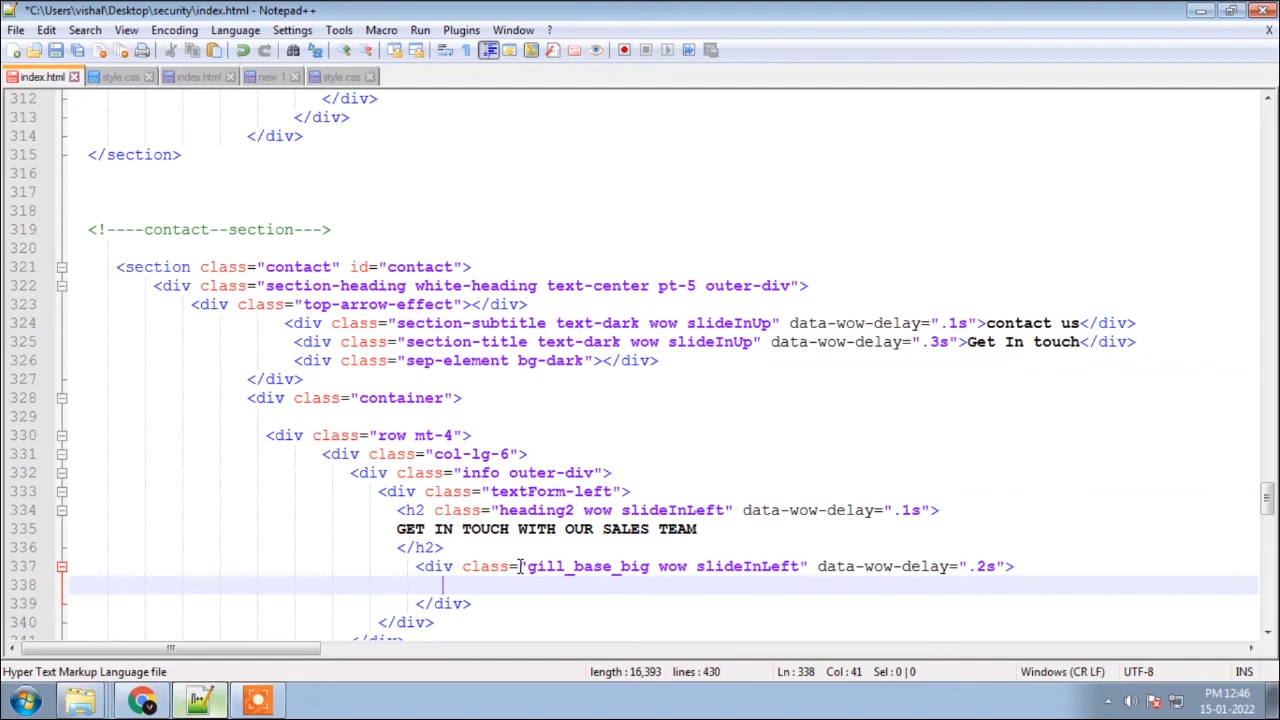 *C:\Users\vishal\Desktop\security\index.html - Notepad++
File Edit Search View Encoding Language Settings Tools Macro Run Plugins Window ? X
index.html style.css index.html new 1 style.css
312 </div>
313 </div>
314 </div>
315 </section>
316
317
318
319 <!----contact--section--->
320
321 <section class="contact" id="contact">
322 <div class="section-heading white-heading text-center pt-5 outer-div">
323 <div class="top-arrow-effect"></div>
324 <div class="section-subtitle text-dark wow slideInUp" data-wow-delay=".1s">contact us</div>
325 <div class="section-title text-dark wow slideInUp" data-wow-delay=".3s">Get In touch</div>
326 <div class="sep-element bg-dark"></div>
327 </div>
328 <div class="container">
329
330 <div class="row mt-4">
331 <div class="col-lg-6">
332 <div class="info outer-div">
333 <div class="textForm-left">
334 <h2 class="heading2 wow slideInLeft" data-wow-delay=".1s">
335 GET IN TOUCH WITH OUR SALES TEAM
336 </h2>
337 <div class="gill_base_big wow slideInLeft" data-wow-delay=".2s">
338
339 </div>
340 </div>
341 </div>
Hyper Text Markup Language file length : 16,393 lines : 430 Ln : 338 Col : 41 Sel : 0 | 0 Windows (CR LF) UTF-8 INS
PM 12:46
15-01-2022